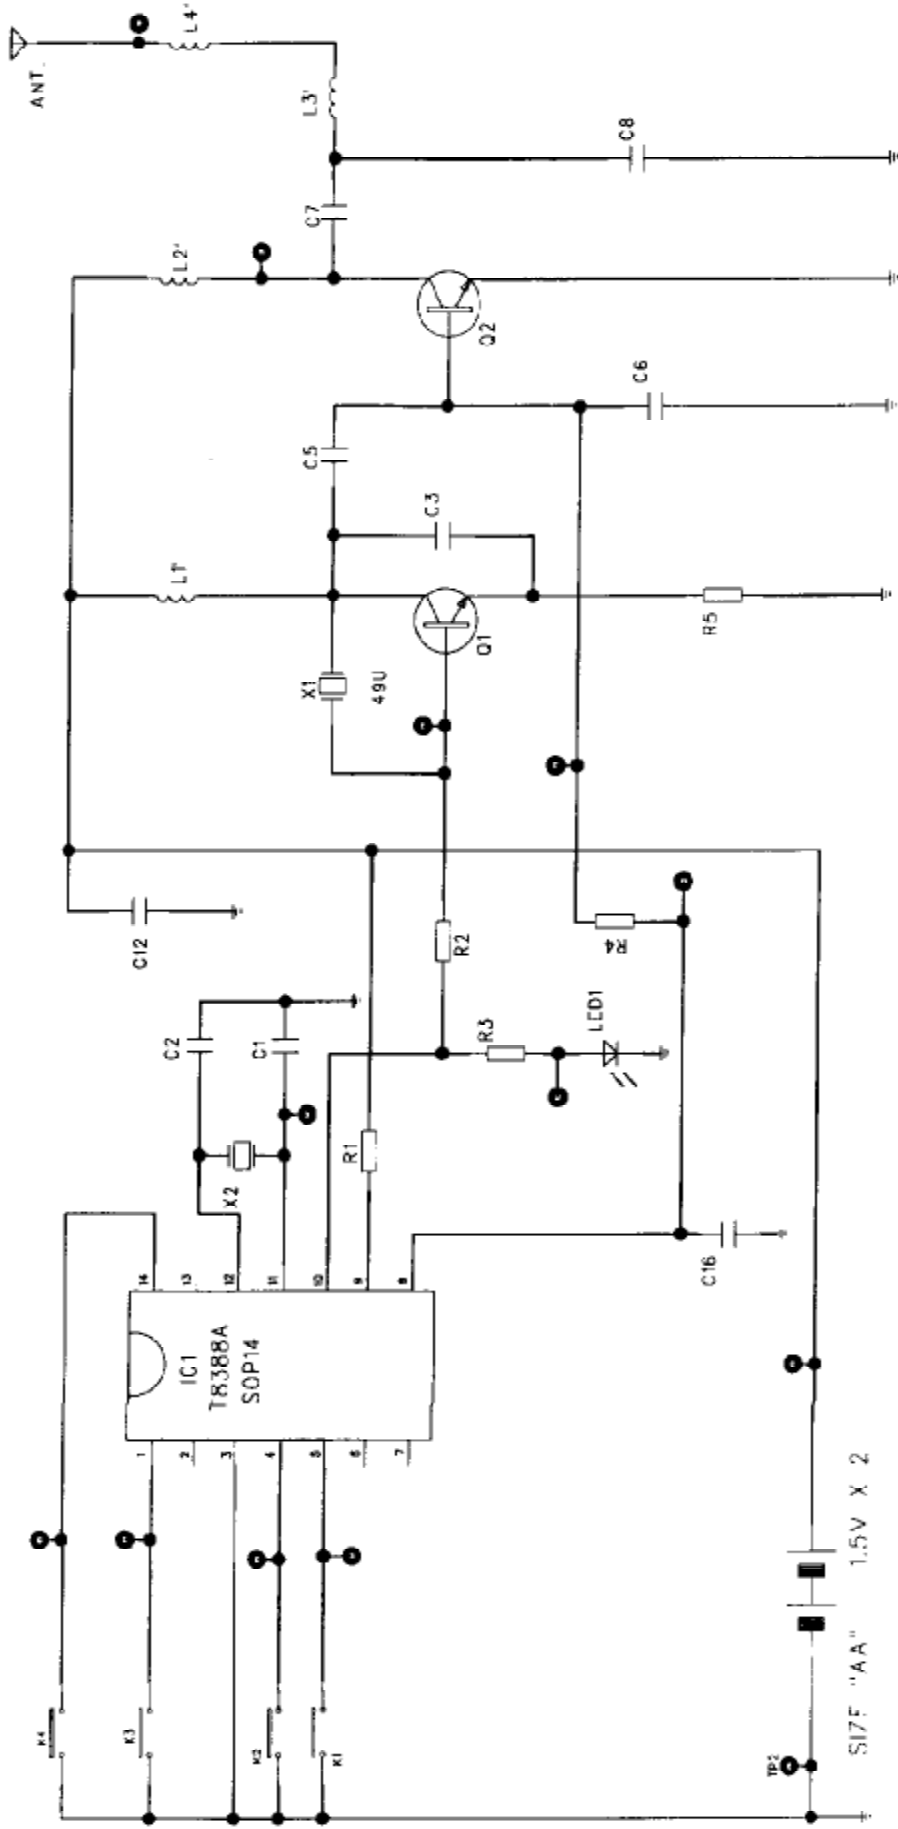 ANT.
L4'
L3'
C8
C7
L2'
Q2
C6
C5
C3
L1'
Q1
R5
X1
49U
C12
R2
R4
C2
C1
R3
LED1
X2
R1
C16
14
13
12
11
10
9
8
IC1
T8388A
SOP14
1
2
3
4
5
6
7
K4
K3
K2
K1
TP2
SIZE "AA" 1.5V X 2